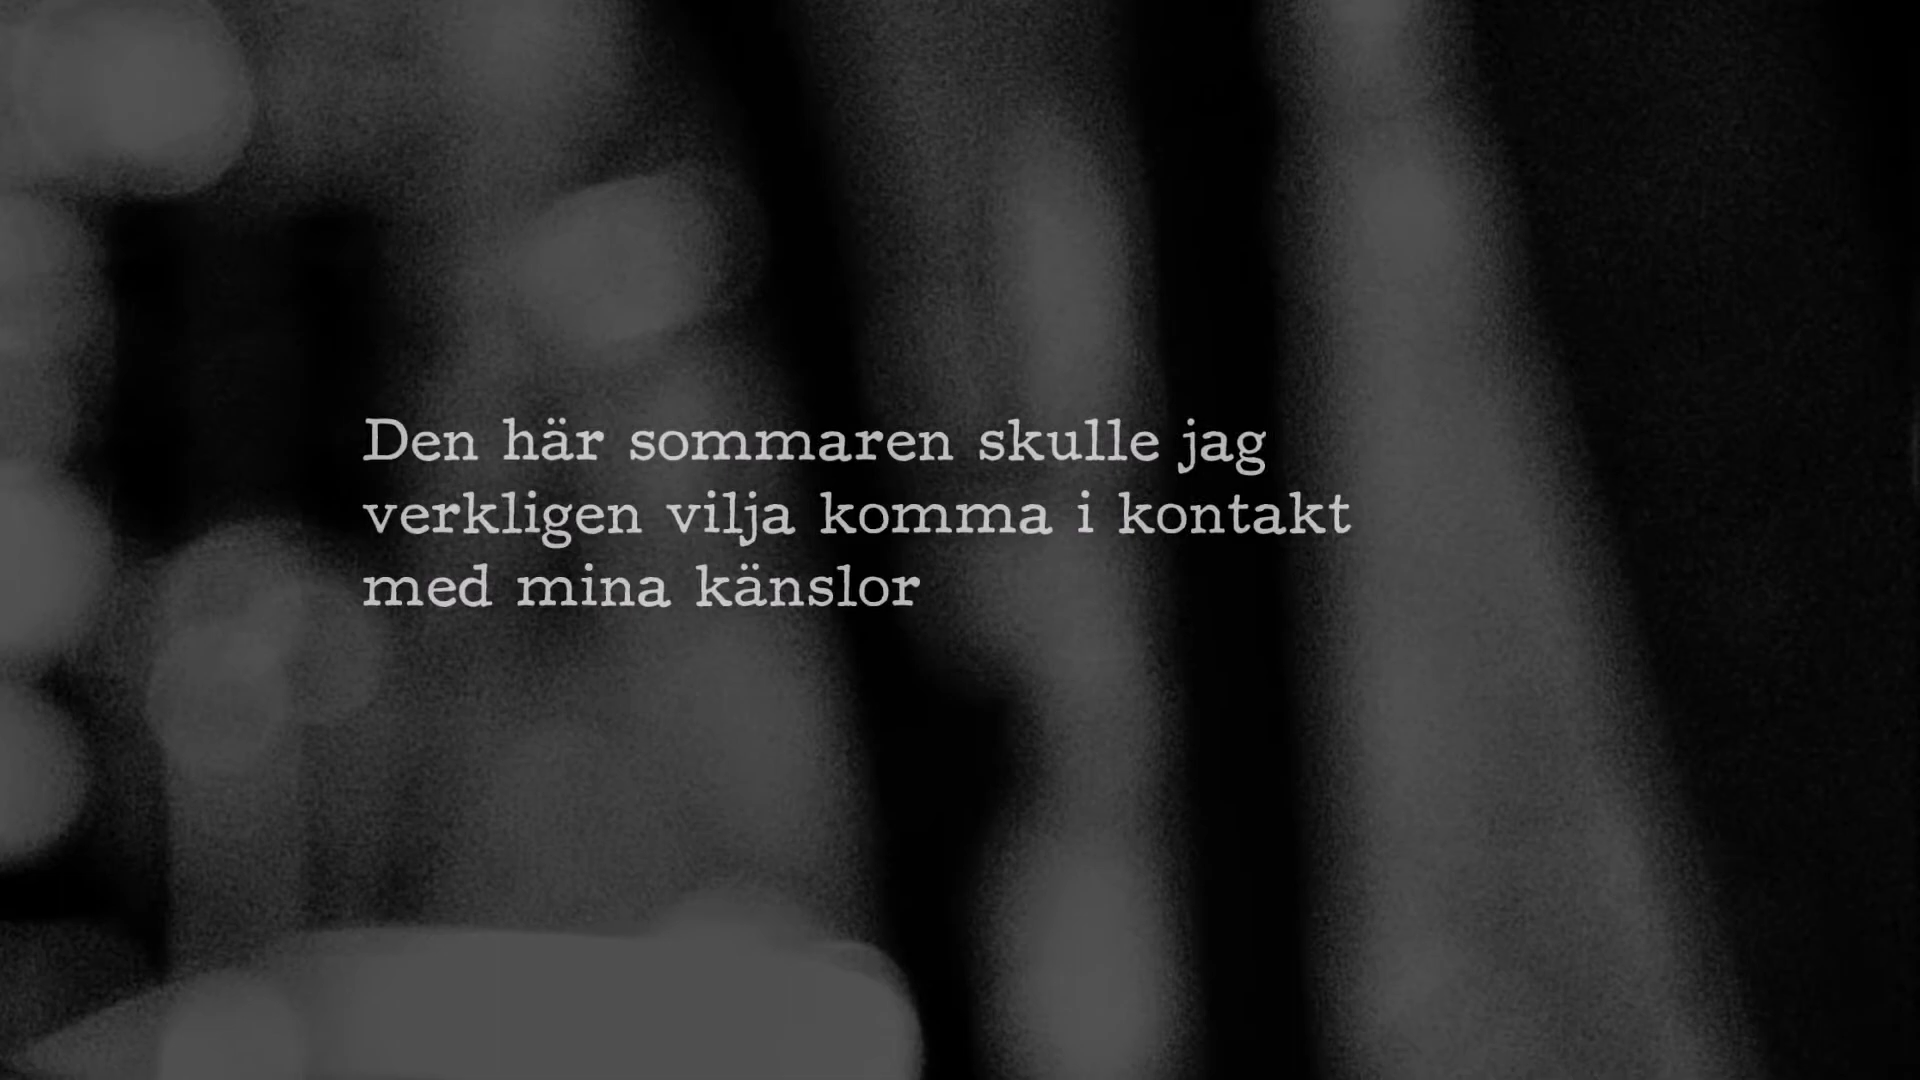 Den här sommaren skulle jag
verkligen vilja komma i kontakt
med mina känslor